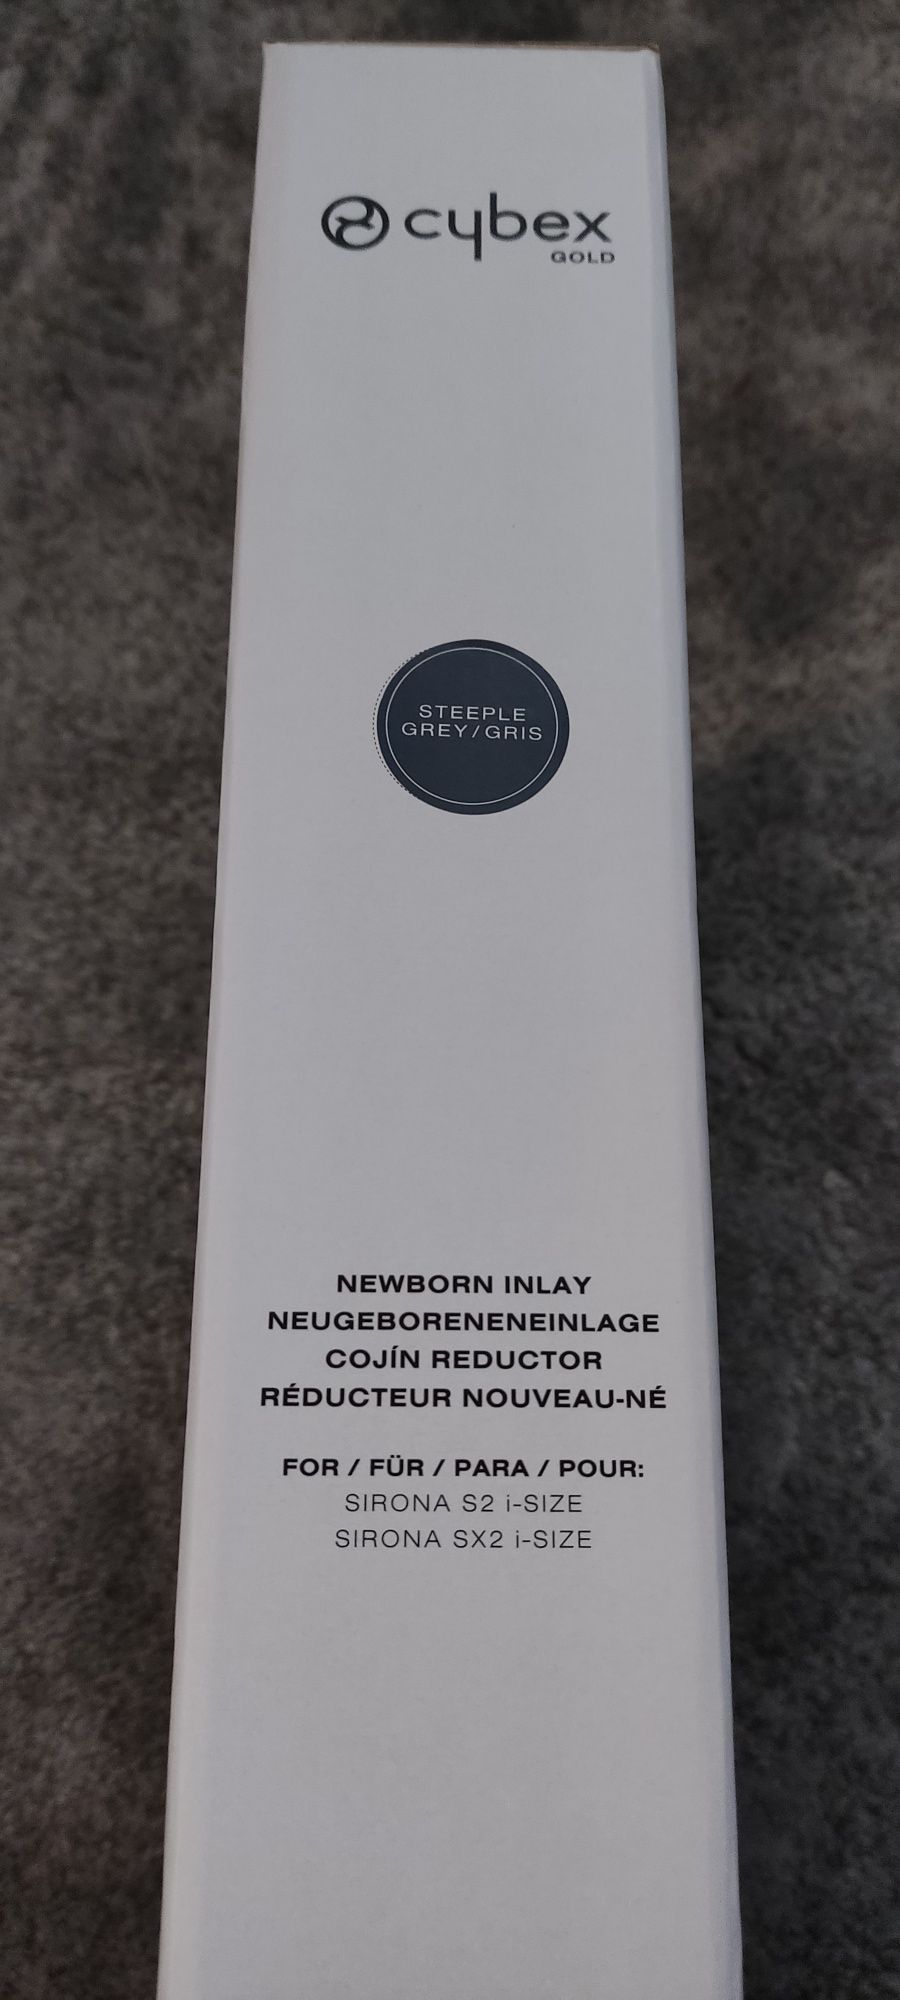 cybex
GOLD
STEEPLE
GREY/GRIS
NEWBORN INLAY
NEUGEBORENENEINLAGE
COJÍN REDUCTOR
RÉDUCTEUR NOUVEAU-NÉ
FOR / FÜR / PARA / POUR:
SIRONA S2 i-SIZE
SIRONA SX2 i-SIZE